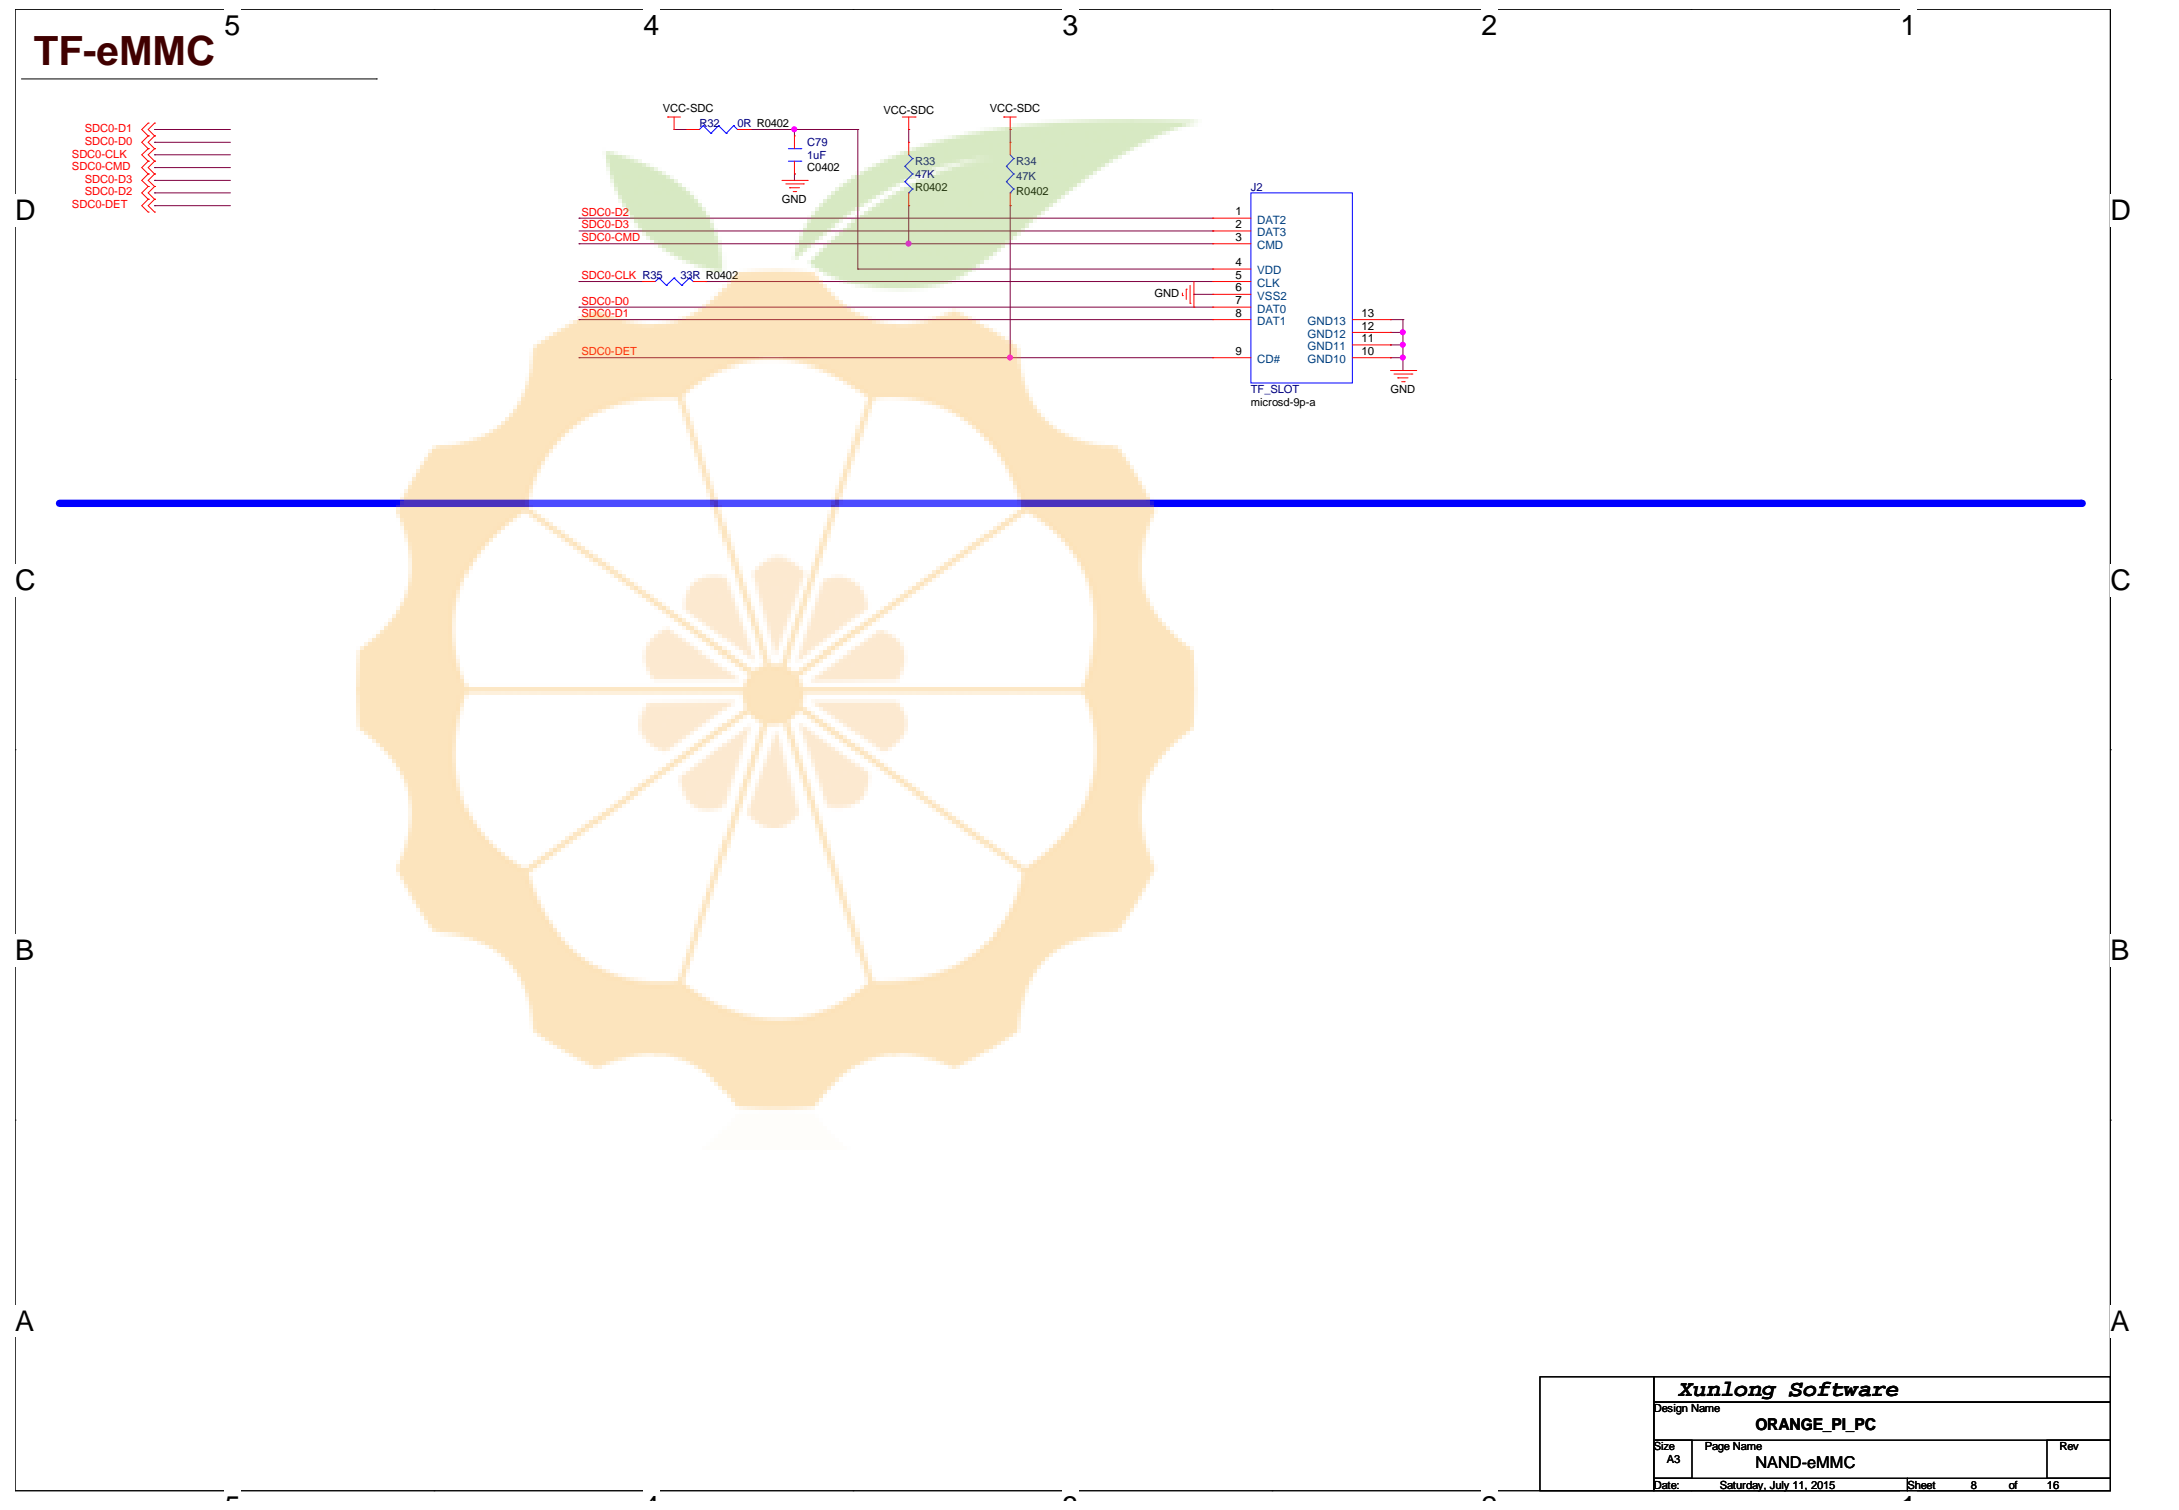 5 4 3 2 1
TF-eMMC
SDC0-D1
SDC0-D0
SDC0-CLK
SDC0-CMD
SDC0-D3
SDC0-D2
SDC0-DET
VCC-SDC
R32 0R R0402
C79
1uF
C0402
GND
VCC-SDC
R33
47K
R0402
VCC-SDC
R34
47K
R0402
D
D
SDC0-D2
SDC0-D3
SDC0-CMD
SDC0-CLK R35 33R R0402
SDC0-D0
SDC0-D1
SDC0-DET
GND
J2
1 DAT2
2 DAT3
3 CMD
4 VDD
5 CLK
6 VSS2
7 DAT0
8 DAT1
9 CD#
GND13 13
GND12 12
GND11 11
GND10 10
GND
TF_SLOT
microsd-9p-a
C
C
B
B
A
A
Xunlong Software
Design Name
ORANGE_PI_PC
Size
A3
Page Name
NAND-eMMC
Rev
Date: Saturday, July 11, 2015 Sheet 8 of 16